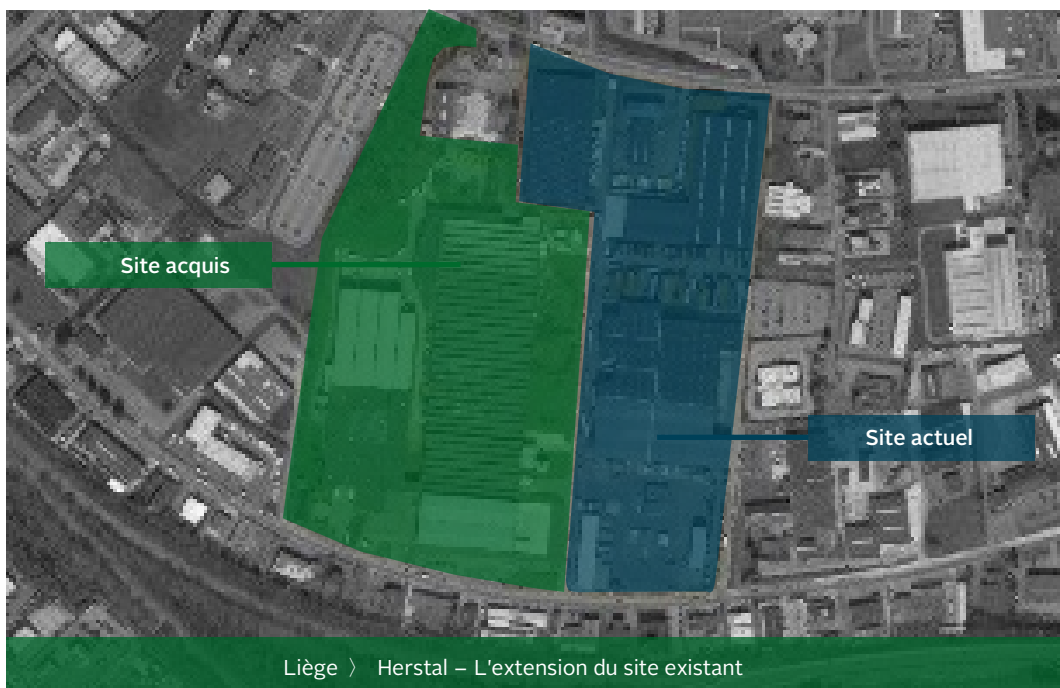 Site acquis
Site actuel
Liège 〉 Herstal – L'extension du site existant